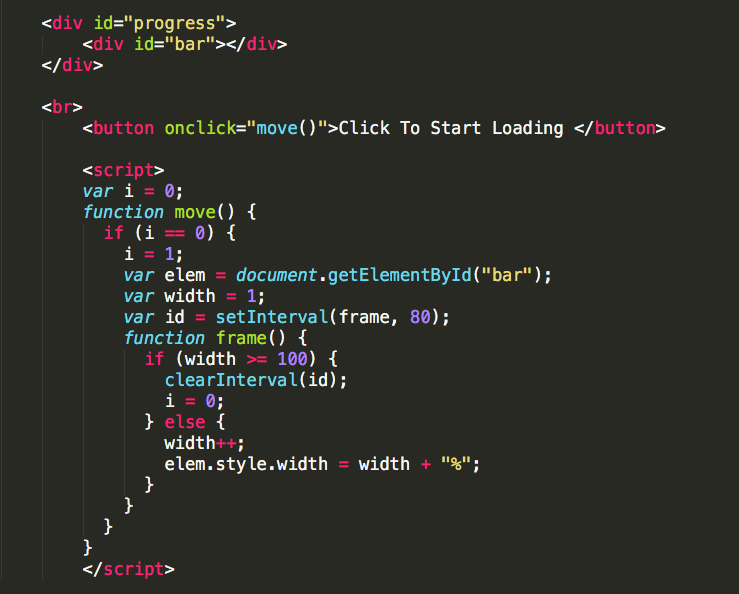 <div id="progress">
    <div id="bar"></div>
</div>

<br>
    <button onclick="move()">Click To Start Loading </button>

    <script>
    var i = 0;
    function move() {
      if (i == 0) {
        i = 1;
        var elem = document.getElementById("bar");
        var width = 1;
        var id = setInterval(frame, 80);
        function frame() {
          if (width >= 100) {
            clearInterval(id);
            i = 0;
          } else {
            width++;
            elem.style.width = width + "%";
          }
        }
      }
    }
    </script>